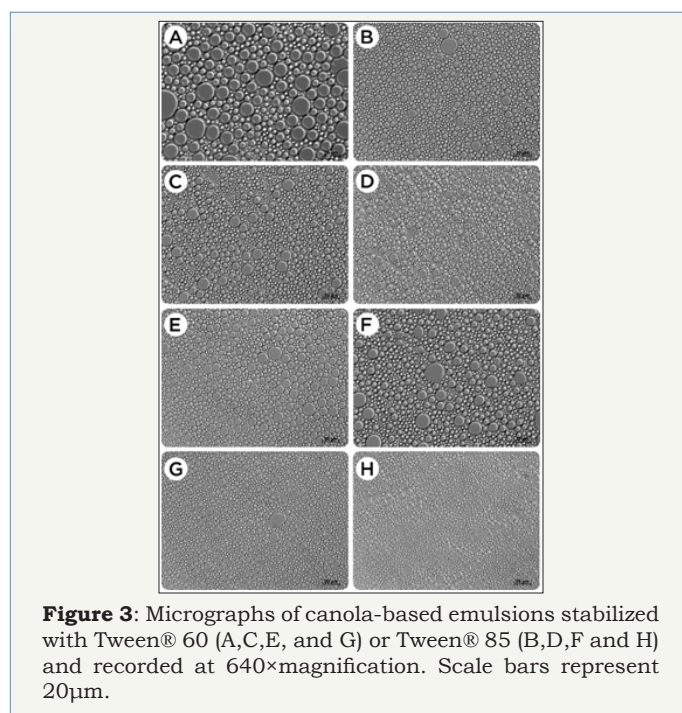 A
B
C
D
E
F
G
H
Figure 3: Micrographs of canola-based emulsions stabilized
with Tween® 60 (A,C,E, and G) or Tween® 85 (B,D,F and H)
and recorded at 640×magnification. Scale bars represent
20µm.